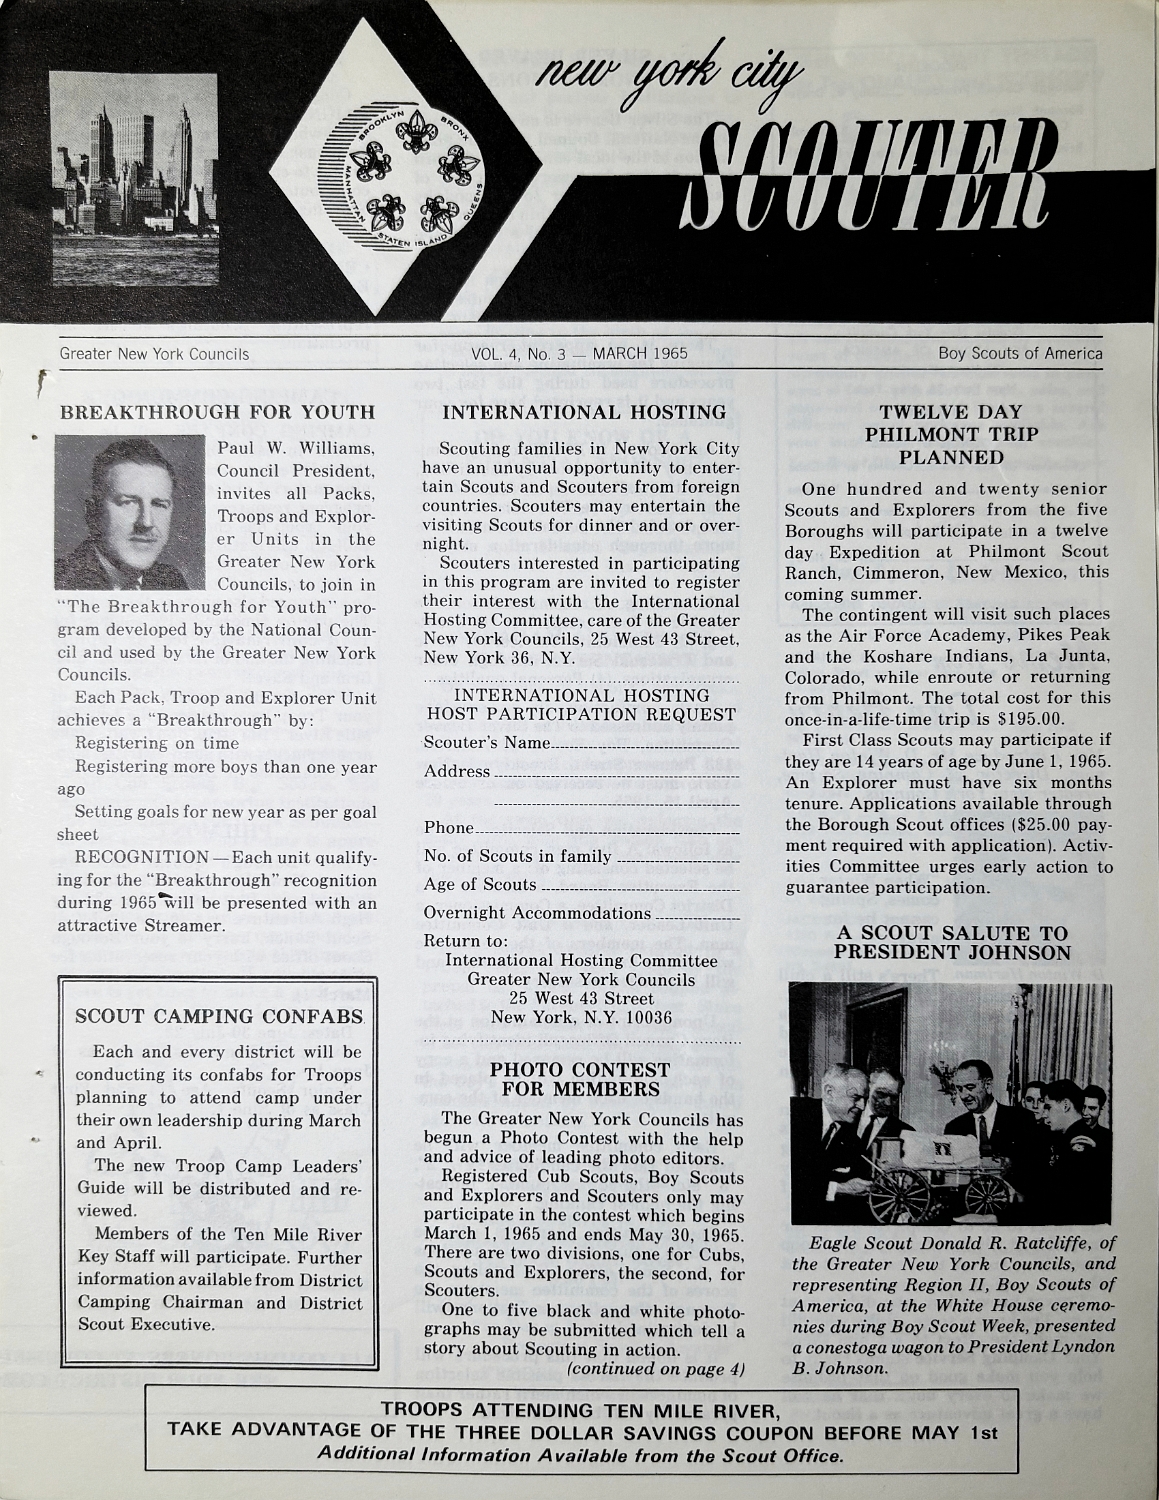 new york city
SCOUTER
BROOKLYN
BRONX
MANHATTAN
QUEENS
STATEN ISLAND
Greater New York Councils
VOL. 4, No. 3 — MARCH 1965
Boy Scouts of America
BREAKTHROUGH FOR YOUTH
Paul W. Williams,
Council President,
invites all Packs,
Troops and Explor-
er Units in the
Greater New York
Councils, to join in
"The Breakthrough for Youth" pro-
gram developed by the National Coun-
cil and used by the Greater New York
Councils.
Each Pack, Troop and Explorer Unit
achieves a "Breakthrough" by:
Registering on time
Registering more boys than one year
ago
Setting goals for new year as per goal
sheet
RECOGNITION — Each unit qualify-
ing for the "Breakthrough" recognition
during 1965 will be presented with an
attractive Streamer.
SCOUT CAMPING CONFABS
Each and every district will be
conducting its confabs for Troops
planning to attend camp under
their own leadership during March
and April.
The new Troop Camp Leaders'
Guide will be distributed and re-
viewed.
Members of the Ten Mile River
Key Staff will participate. Further
information available from District
Camping Chairman and District
Scout Executive.
INTERNATIONAL HOSTING
Scouting families in New York City
have an unusual opportunity to enter-
tain Scouts and Scouters from foreign
countries. Scouters may entertain the
visiting Scouts for dinner and or over-
night.
Scouters interested in participating
in this program are invited to register
their interest with the International
Hosting Committee, care of the Greater
New York Councils, 25 West 43 Street,
New York 36, N.Y.
INTERNATIONAL HOSTING
HOST PARTICIPATION REQUEST
Scouter's Name
Address
Phone
No. of Scouts in family
Age of Scouts
Overnight Accommodations
Return to:
International Hosting Committee
Greater New York Councils
25 West 43 Street
New York, N.Y. 10036
PHOTO CONTEST
FOR MEMBERS
The Greater New York Councils has
begun a Photo Contest with the help
and advice of leading photo editors.
Registered Cub Scouts, Boy Scouts
and Explorers and Scouters only may
participate in the contest which begins
March 1, 1965 and ends May 30, 1965.
There are two divisions, one for Cubs,
Scouts and Explorers, the second, for
Scouters.
One to five black and white photo-
graphs may be submitted which tell a
story about Scouting in action.
(continued on page 4)
TWELVE DAY
PHILMONT TRIP
PLANNED
One hundred and twenty senior
Scouts and Explorers from the five
Boroughs will participate in a twelve
day Expedition at Philmont Scout
Ranch, Cimmeron, New Mexico, this
coming summer.
The contingent will visit such places
as the Air Force Academy, Pikes Peak
and the Koshare Indians, La Junta,
Colorado, while enroute or returning
from Philmont. The total cost for this
once-in-a-life-time trip is $195.00.
First Class Scouts may participate if
they are 14 years of age by June 1, 1965.
An Explorer must have six months
tenure. Applications available through
the Borough Scout offices ($25.00 pay-
ment required with application). Activ-
ities Committee urges early action to
guarantee participation.
A SCOUT SALUTE TO
PRESIDENT JOHNSON
Eagle Scout Donald R. Ratcliffe, of
the Greater New York Councils, and
representing Region II, Boy Scouts of
America, at the White House ceremo-
nies during Boy Scout Week, presented
a conestoga wagon to President Lyndon
B. Johnson.
TROOPS ATTENDING TEN MILE RIVER,
TAKE ADVANTAGE OF THE THREE DOLLAR SAVINGS COUPON BEFORE MAY 1st
Additional Information Available from the Scout Office.